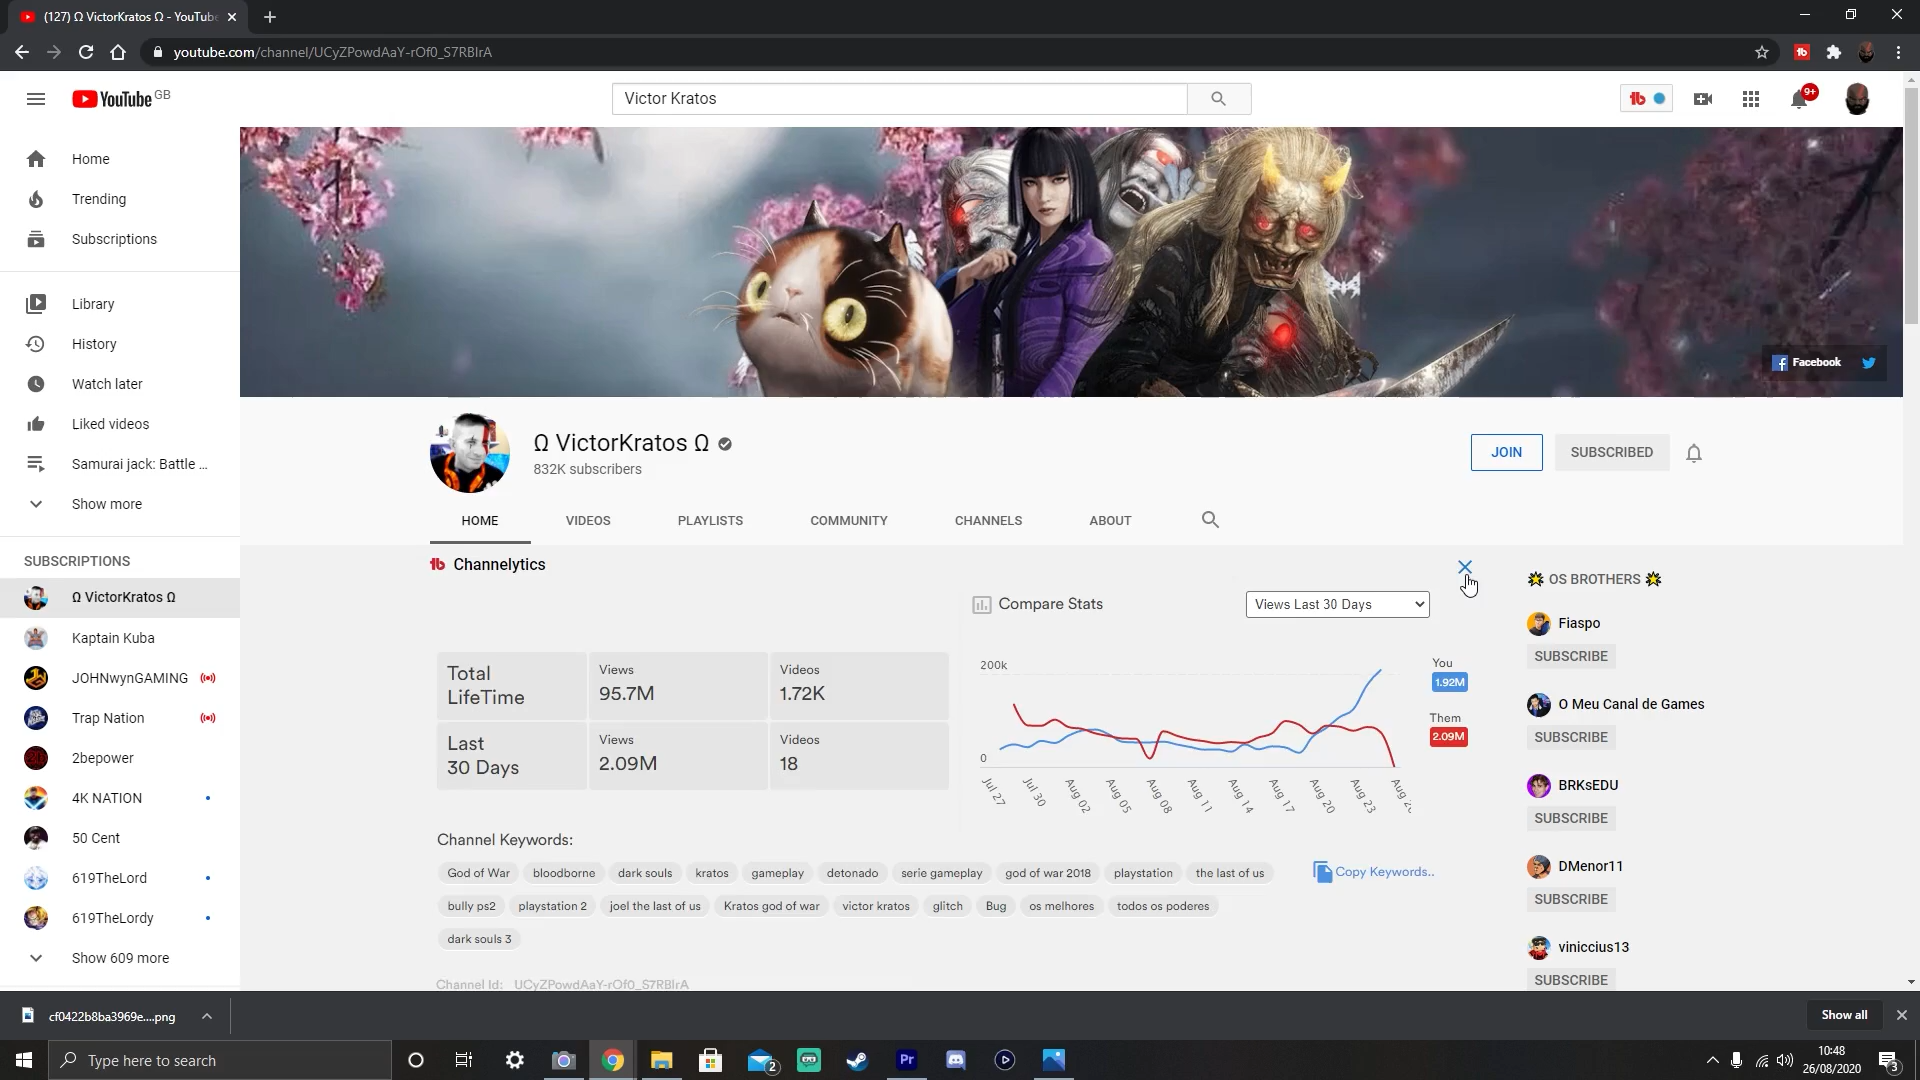 (127) Ω VictorKratos Ω - YouTube
youtube.com/channel/UCyZPowdAaY-rOf0_S7RBIrA
YouTube GB
Victor Kratos
9+
Home
Trending
Subscriptions
Library
History
Watch later
Liked videos
Samurai jack: Battle ...
Show more
SUBSCRIPTIONS
Ω VictorKratos Ω
Kaptain Kuba
JOHNwynGAMING
Trap Nation
2bepower
4K NATION
50 Cent
619TheLord
619TheLordy
Show 609 more
Facebook
Ω VictorKratos Ω
832K subscribers
JOIN
SUBSCRIBED
HOME VIDEOS PLAYLISTS COMMUNITY CHANNELS ABOUT
Channelytics
Total LifeTime
Views
95.7M
Videos
1.72K
Last 30 Days
Views
2.09M
Videos
18
Compare Stats
Views Last 30 Days
200k
0
Jul 27 Jul 30 Aug 02 Aug 05 Aug 08 Aug 11 Aug 14 Aug 17 Aug 20 Aug 23 Aug
You
1.92M
Them
2.09M
Channel Keywords:
God of War bloodborne dark souls kratos gameplay detonado serie gameplay god of war 2018 playstation the last of us
bully ps2 playstation 2 joel the last of us Kratos god of war victor kratos glitch Bug os melhores todos os poderes
dark souls 3
Copy Keywords..
Channel Id: UCyZPowdAaY-rOf0_S7RBIrA
OS BROTHERS
Fiaspo
SUBSCRIBE
O Meu Canal de Games
SUBSCRIBE
BRKsEDU
SUBSCRIBE
DMenor11
SUBSCRIBE
viniccius13
SUBSCRIBE
cf0422b8ba3969e....png
Show all
Type here to search
2
Pr
10:48
26/08/2020
3